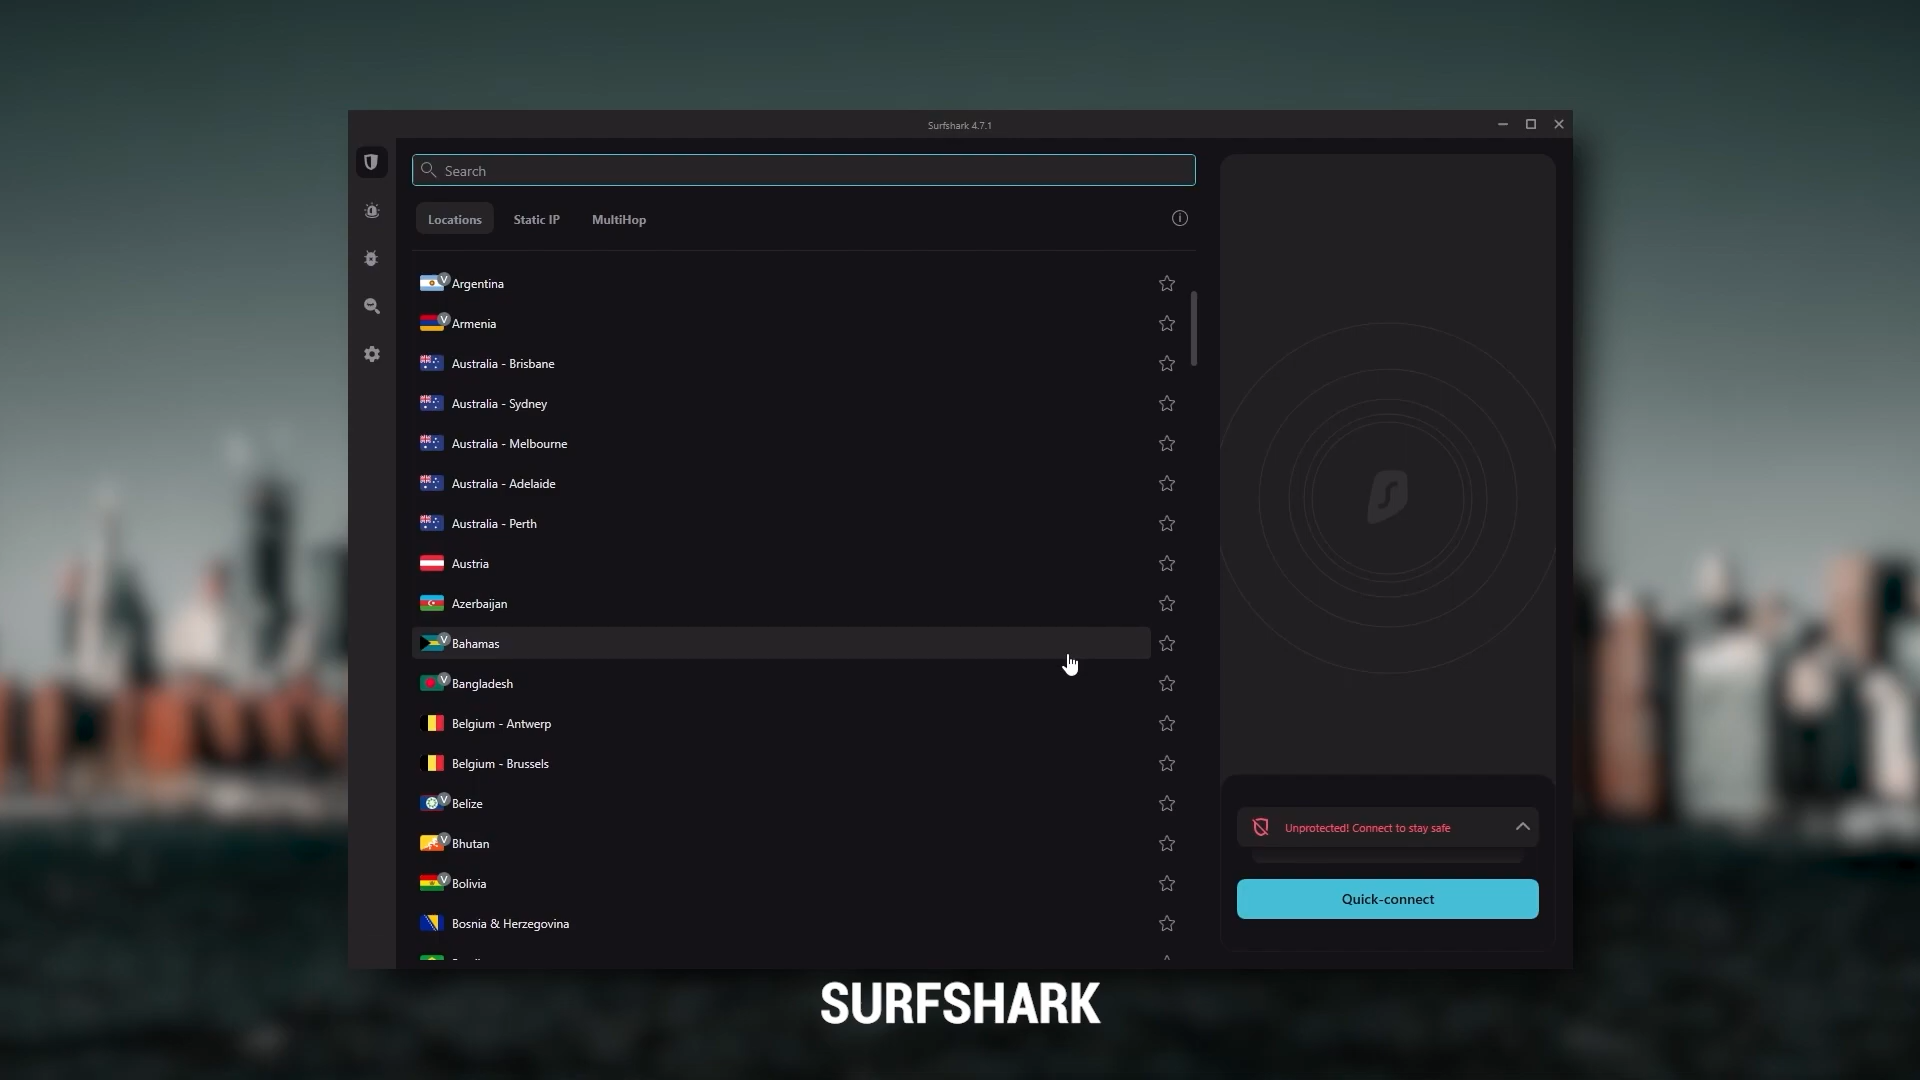 Surfshark 4.7.1
Search
Locations
Static IP
MultiHop
V Argentina
V Armenia
Australia - Brisbane
Australia - Sydney
Australia - Melbourne
Australia - Adelaide
Australia - Perth
Austria
Azerbaijan
V Bahamas
V Bangladesh
Belgium - Antwerp
Belgium - Brussels
V Belize
V Bhutan
V Bolivia
Bosnia & Herzegovina
Unprotected! Connect to stay safe
Quick-connect
SURFSHARK